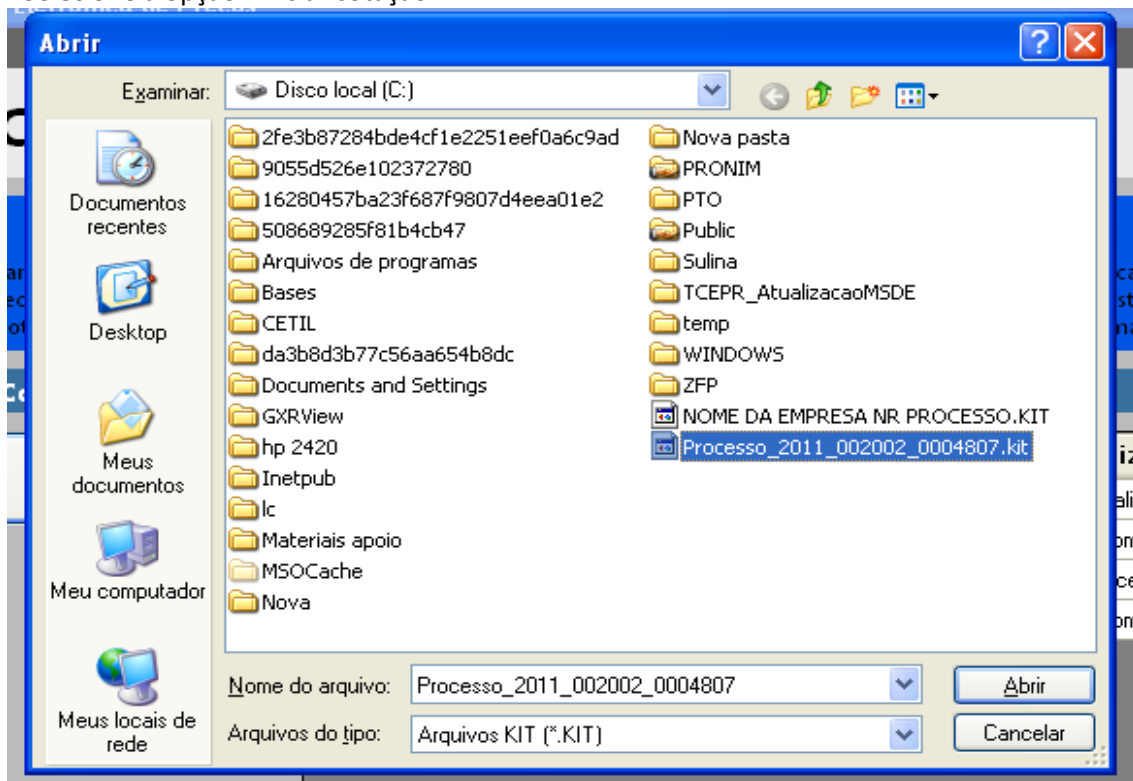 Abrir
Examinar:
Disco local (C:)
Documentos
recentes
Desktop
Meus
documentos
Meu computador
Meus locais de
rede
2fe3b87284bde4cf1e2251eef0a6c9ad
9055d526e102372780
16280457ba23f687f9807d4eea01e2
508689285f81b4cb47
Arquivos de programas
Bases
CETIL
da3b8d3b77c56aa654b8dc
Documents and Settings
GXRView
hp 2420
Inetpub
lc
Materiais apoio
MSOCache
Nova
Nova pasta
PRONIM
PTO
Public
Sulina
TCEPR_AtualizacaoMSDE
temp
WINDOWS
ZFP
NOME DA EMPRESA NR PROCESSO.KIT
Processo_2011_002002_0004807.kit
Nome do arquivo:
Processo_2011_002002_0004807
Abrir
Arquivos do tipo:
Arquivos KIT (*.KIT)
Cancelar